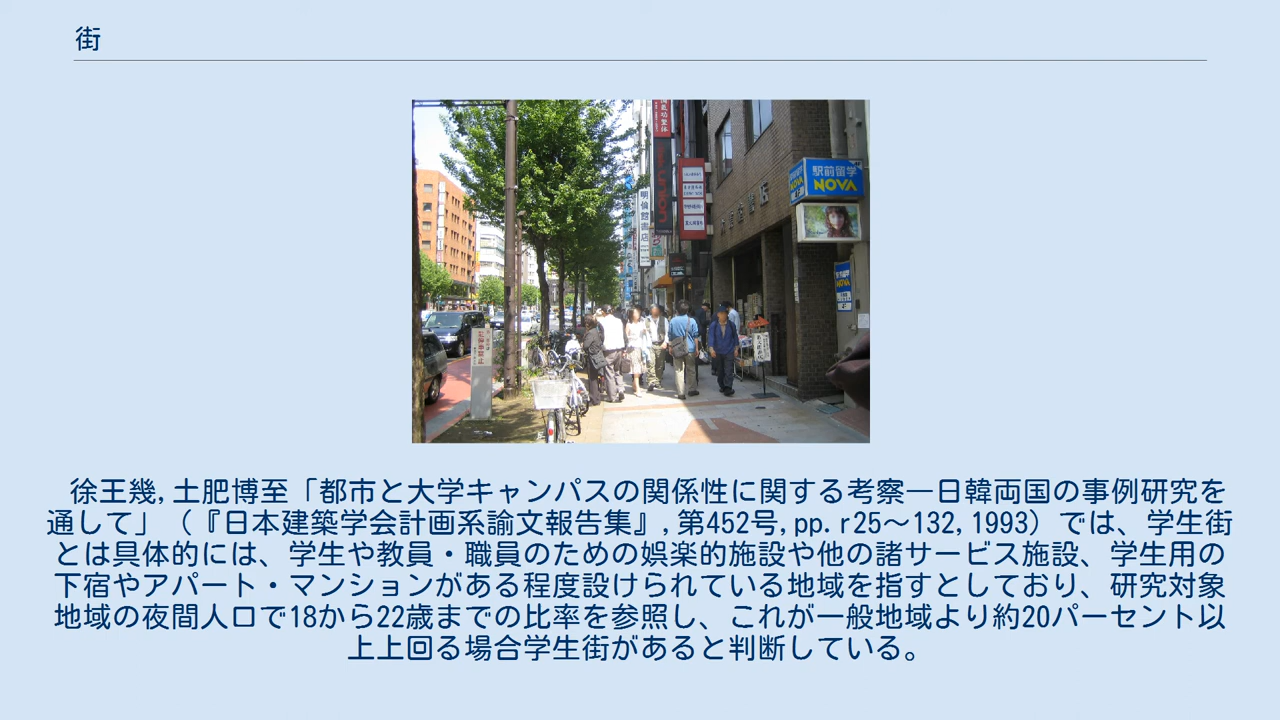 街
駅前留学
NOVA
明倫館書店
union
駅前留学
NOVA
徐王幾,土肥博至「都市と大学キャンパスの関係性に関する考察―日韓両国の事例研究を
通して」（『日本建築学会計画系諭文報告集』,第452号,pp.r25〜132,1993）では、学生街
とは具体的には、学生や教員・職員のための娯楽的施設や他の諸サービス施設、学生用の
下宿やアパート・マンションがある程度設けられている地域を指すとしており、研究対象
地域の夜間人口で18から22歳までの比率を参照し、これが一般地域より約20パーセント以
上上回る場合学生街があると判断している。